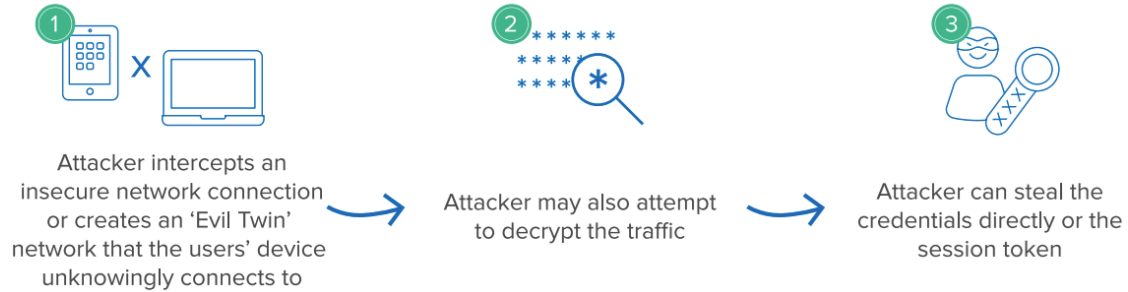 1
2
3
Attacker intercepts an
insecure network connection
or creates an ‘Evil Twin’
network that the users’ device
unknowingly connects to
Attacker may also attempt
to decrypt the traffic
Attacker can steal the
credentials directly or the
session token